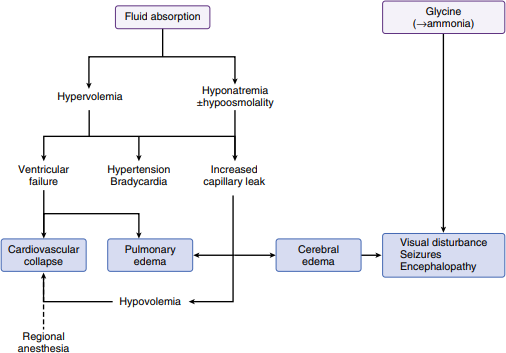 Fluid absorption
Glycine
(→ammonia)
Hypervolemia
Hyponatremia
±hypoosmolality
Ventricular
failure
Hypertension
Bradycardia
Increased
capillary leak
Cardiovascular
collapse
Pulmonary
edema
Cerebral
edema
Visual disturbance
Seizures
Encephalopathy
Hypovolemia
Regional
anesthesia